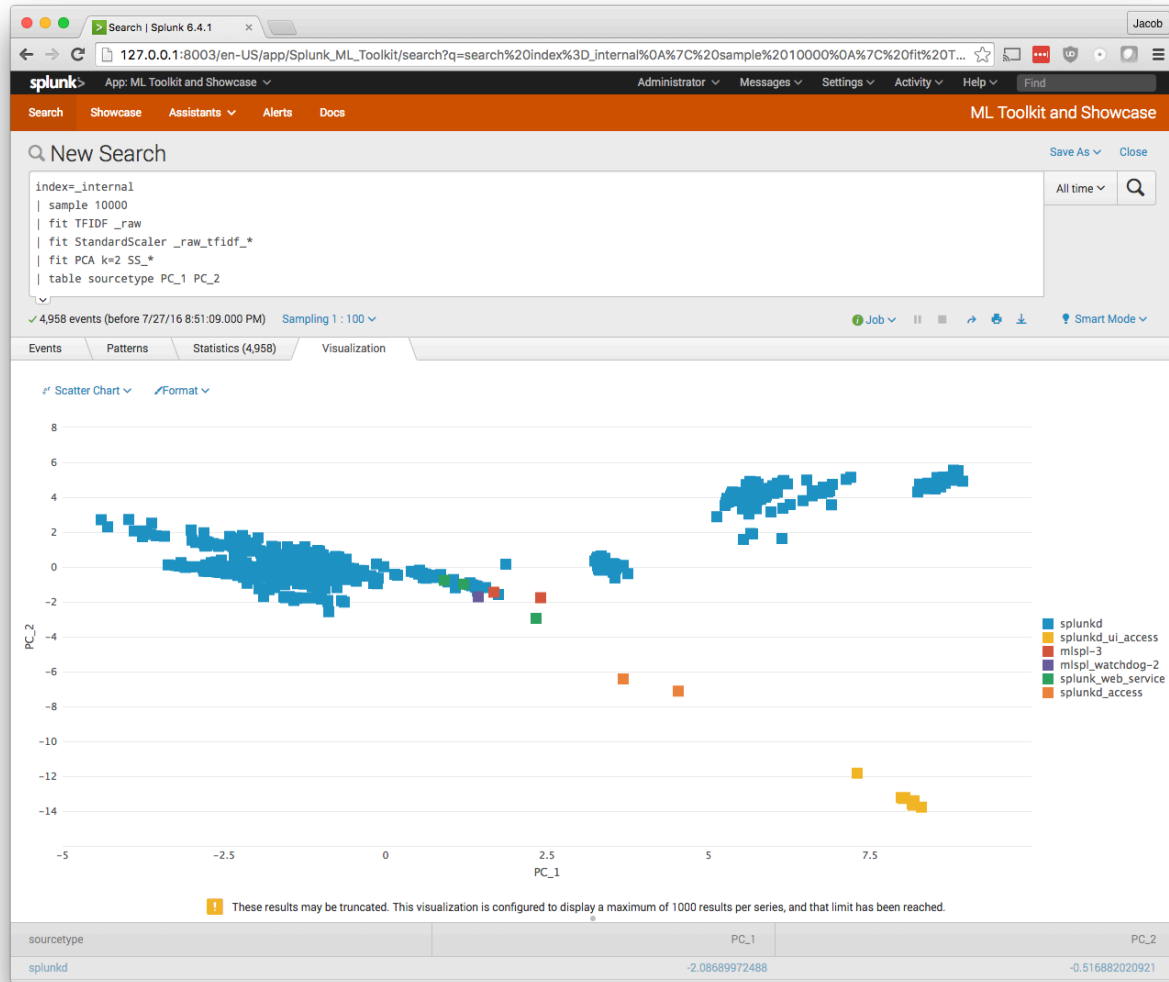 Search | Splunk 6.4.1
Jacob
127.0.0.1:8003/en-US/app/Splunk_ML_Toolkit/search?q=search%20index%3D_internal%0A%7C%20sample%2010000%0A%7C%20fit%20T...
splunk> App: ML Toolkit and Showcase Administrator Messages Settings Activity Help Find
Search Showcase Assistants Alerts Docs ML Toolkit and Showcase
New Search Save As Close
index=_internal
| sample 10000
| fit TFIDF _raw
| fit StandardScaler _raw_tfidf_*
| fit PCA k=2 SS_*
| table sourcetype PC_1 PC_2
All time
4,958 events (before 7/27/16 8:51:09.000 PM) Sampling 1 : 100 Job Smart Mode
Events Patterns Statistics (4,958) Visualization
Scatter Chart Format
8
6
4
2
0
−2
−4
−6
−8
−10
−12
−14
PC_2
−5 −2.5 0 2.5 5 7.5
PC_1
splunkd
splunkd_ui_access
mlspl-3
mlspl_watchdog-2
splunk_web_service
splunkd_access
These results may be truncated. This visualization is configured to display a maximum of 1000 results per series, and that limit has been reached.
sourcetype PC_1 PC_2
splunkd -2.08689972488 -0.516882020921